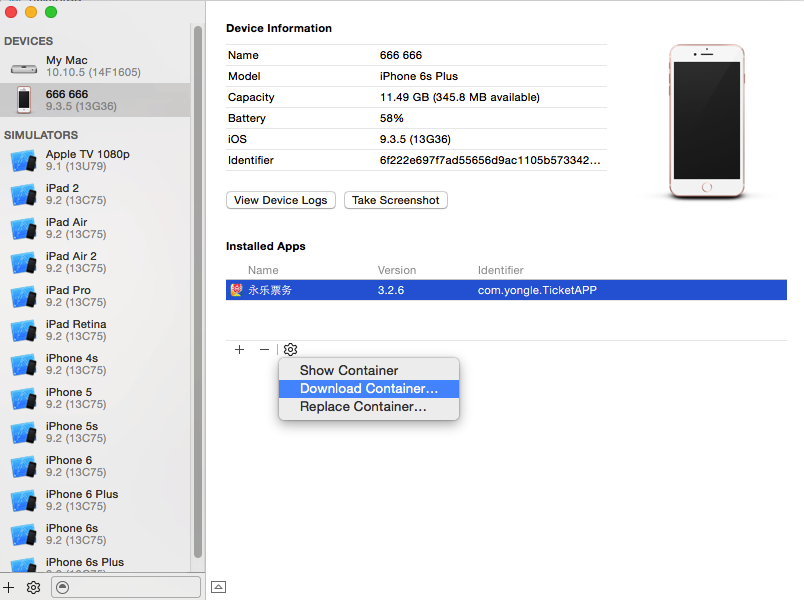 DEVICES
My Mac
10.10.5 (14F1605)
666 666
9.3.5 (13G36)
SIMULATORS
Apple TV 1080p
9.1 (13U79)
iPad 2
9.2 (13C75)
iPad Air
9.2 (13C75)
iPad Air 2
9.2 (13C75)
iPad Pro
9.2 (13C75)
iPad Retina
9.2 (13C75)
iPhone 4s
9.2 (13C75)
iPhone 5
9.2 (13C75)
iPhone 5s
9.2 (13C75)
iPhone 6
9.2 (13C75)
iPhone 6 Plus
9.2 (13C75)
iPhone 6s
9.2 (13C75)
iPhone 6s Plus
Device Information
Name 666 666
Model iPhone 6s Plus
Capacity 11.49 GB (345.8 MB available)
Battery 58%
iOS 9.3.5 (13G36)
Identifier 6f222e697f7ad55656d9ac1105b573342...
View Device Logs Take Screenshot
Installed Apps
Name Version Identifier
永乐票务 3.2.6 com.yongle.TicketAPP
Show Container
Download Container...
Replace Container...